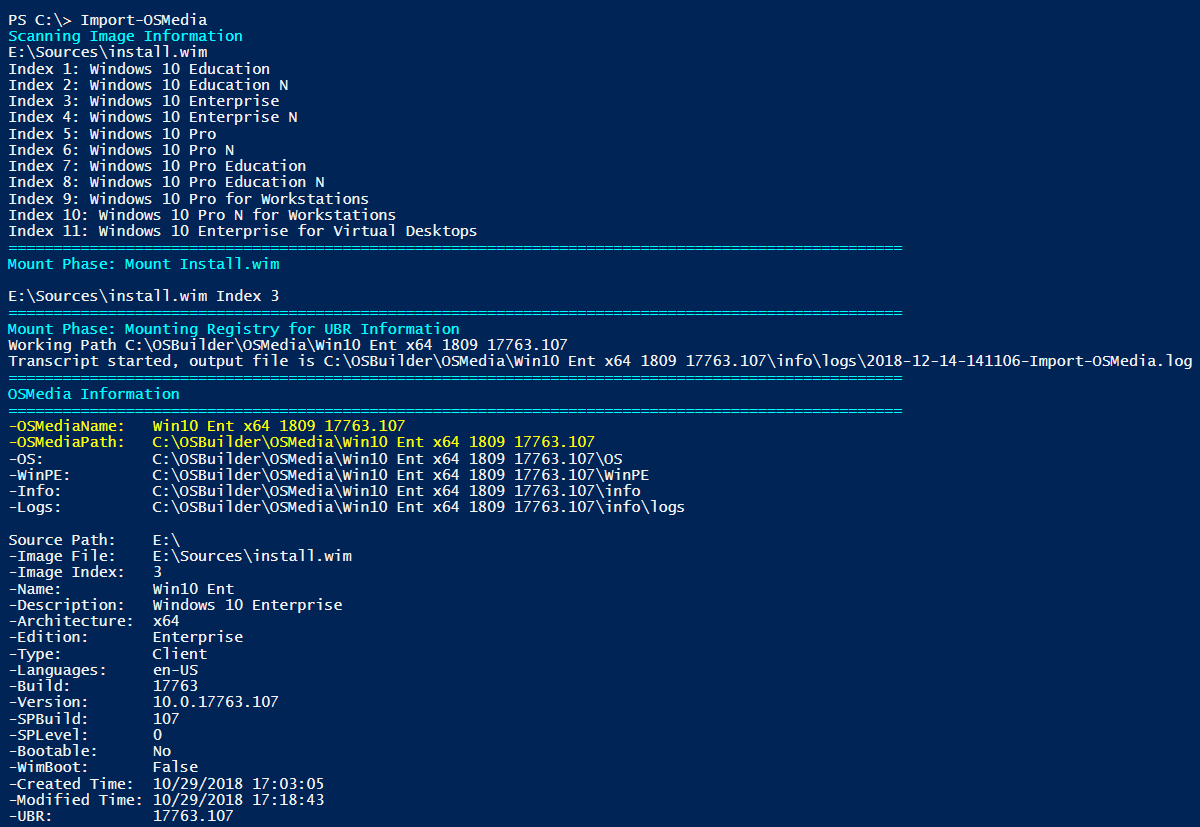 PS C:\> Import-OSMedia
Scanning Image Information
E:\Sources\install.wim
Index 1: Windows 10 Education
Index 2: Windows 10 Education N
Index 3: Windows 10 Enterprise
Index 4: Windows 10 Enterprise N
Index 5: Windows 10 Pro
Index 6: Windows 10 Pro N
Index 7: Windows 10 Pro Education
Index 8: Windows 10 Pro Education N
Index 9: Windows 10 Pro for Workstations
Index 10: Windows 10 Pro N for Workstations
Index 11: Windows 10 Enterprise for Virtual Desktops
===================================================================================================
Mount Phase: Mount Install.wim
E:\Sources\install.wim Index 3
===================================================================================================
Mount Phase: Mounting Registry for UBR Information
Working Path C:\OSBuilder\OSMedia\Win10 Ent x64 1809 17763.107
Transcript started, output file is C:\OSBuilder\OSMedia\Win10 Ent x64 1809 17763.107\info\logs\2018-12-14-141106-Import-OSMedia.log
===================================================================================================
OSMedia Information
===================================================================================================
-OSMediaName:   Win10 Ent x64 1809 17763.107
-OSMediaPath:   C:\OSBuilder\OSMedia\Win10 Ent x64 1809 17763.107
-OS:            C:\OSBuilder\OSMedia\Win10 Ent x64 1809 17763.107\OS
-WinPE:         C:\OSBuilder\OSMedia\Win10 Ent x64 1809 17763.107\WinPE
-Info:          C:\OSBuilder\OSMedia\Win10 Ent x64 1809 17763.107\info
-Logs:          C:\OSBuilder\OSMedia\Win10 Ent x64 1809 17763.107\info\logs
Source Path:    E:\
-Image File:    E:\Sources\install.wim
-Image Index:   3
-Name:          Win10 Ent
-Description:   Windows 10 Enterprise
-Architecture:  x64
-Edition:       Enterprise
-Type:          Client
-Languages:     en-US
-Build:         17763
-Version:       10.0.17763.107
-SPBuild:       107
-SPLevel:       0
-Bootable:      No
-WimBoot:       False
-Created Time:  10/29/2018 17:03:05
-Modified Time: 10/29/2018 17:18:43
-UBR:           17763.107